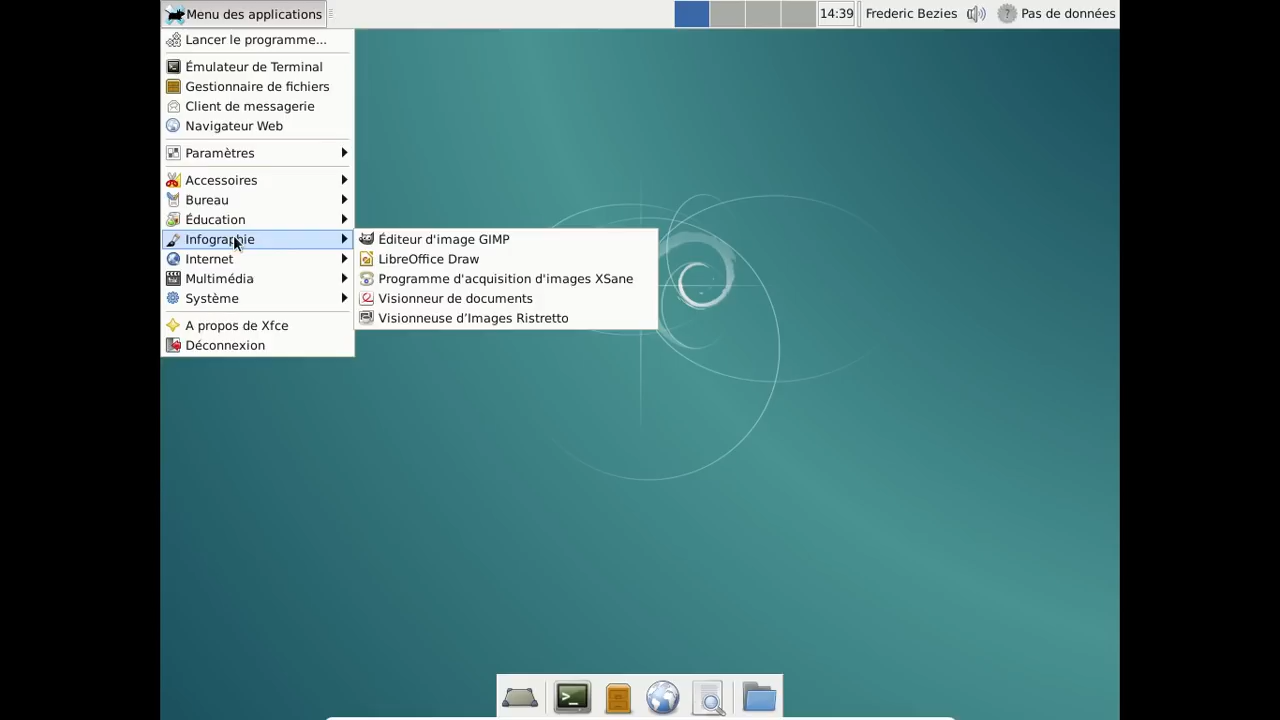 Menu des applications
14:39
Frederic Bezies
Pas de données
Lancer le programme...
Émulateur de Terminal
Gestionnaire de fichiers
Client de messagerie
Navigateur Web
Paramètres
Accessoires
Bureau
Éducation
Infographie
Internet
Multimédia
Système
A propos de Xfce
Déconnexion
Éditeur d'image GIMP
LibreOffice Draw
Programme d'acquisition d'images XSane
Visionneur de documents
Visionneuse d’Images Ristretto